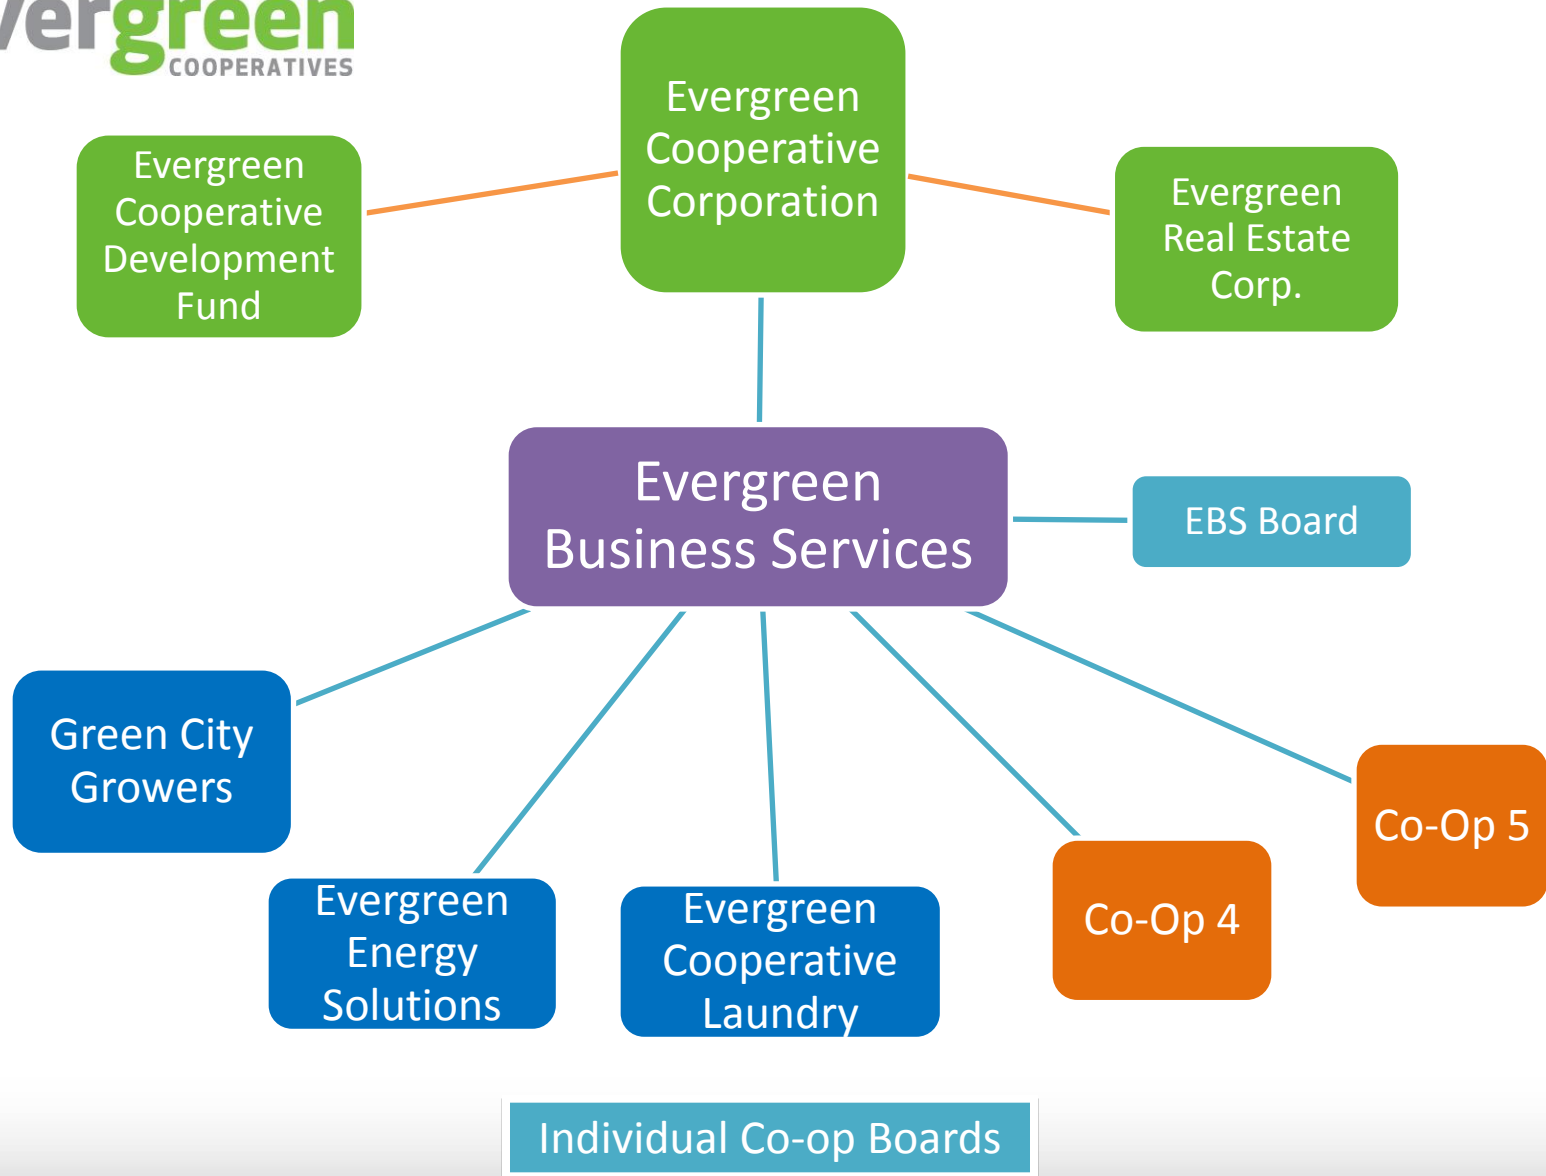 vergreen
COOPERATIVES
Evergreen
Cooperative
Corporation
Evergreen
Cooperative
Development
Fund
Evergreen
Real Estate
Corp.
Evergreen
Business Services
EBS Board
Green City
Growers
Evergreen
Energy
Solutions
Evergreen
Cooperative
Laundry
Co-Op 4
Co-Op 5
Individual Co-op Boards